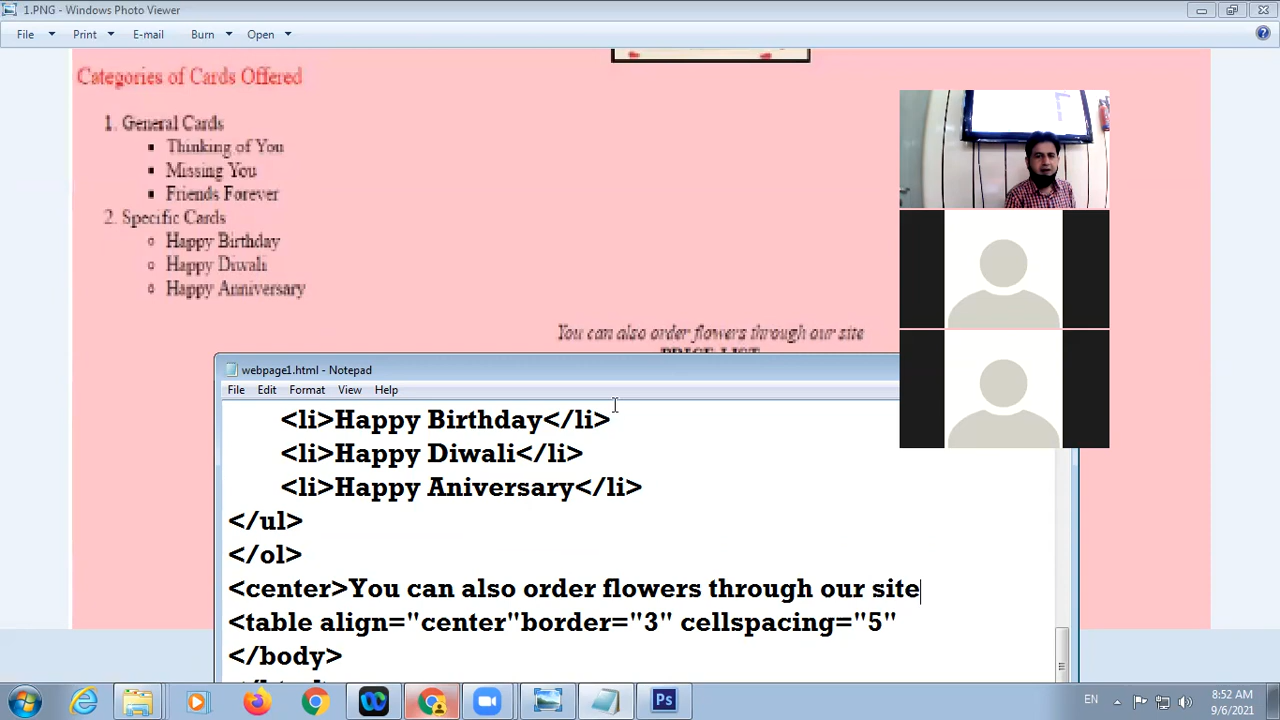 1.PNG - Windows Photo Viewer
File Print E-mail Burn Open
Categories of Cards Offered
1. General Cards
Thinking of You
Missing You
Friends Forever
2. Specific Cards
Happy Birthday
Happy Diwali
Happy Anniversary
You can also order flowers through our site
PRICE LIST
webpage1.html - Notepad
File Edit Format View Help
<li>Happy Birthday</li>
<li>Happy Diwali</li>
<li>Happy Aniversary</li>
</ul>
</ol>
<center>You can also order flowers through our site
<table align="center"border="3" cellspacing="5"
</body>
Ps
EN
8:52 AM
9/6/2021